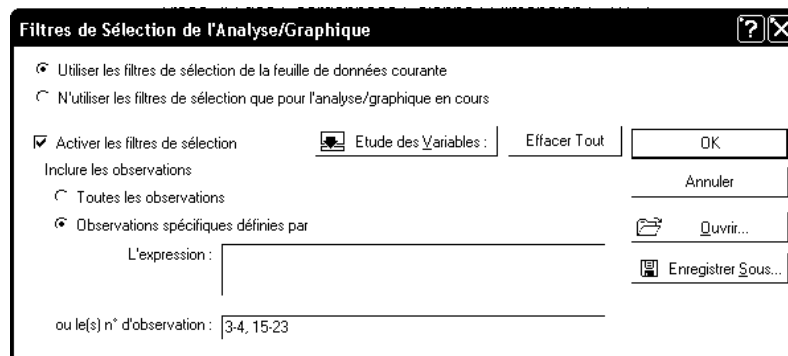 Filtres de Sélection de l'Analyse/Graphique
Utiliser les filtres de sélection de la feuille de données courante
N'utiliser les filtres de sélection que pour l'analyse/graphique en cours
Activer les filtres de sélection
Etude des Variables :
Effacer Tout
OK
Inclure les observations
Annuler
Toutes les observations
Observations spécifiques définies par
Ouvrir...
L'expression :
Enregistrer Sous...
ou le(s) n° d'observation : 3-4, 15-23